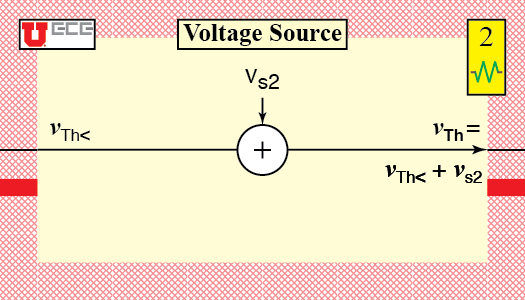 U ECE
Voltage Source
2
Vs2
vTh<
+
vTh =
vTh< + vs2